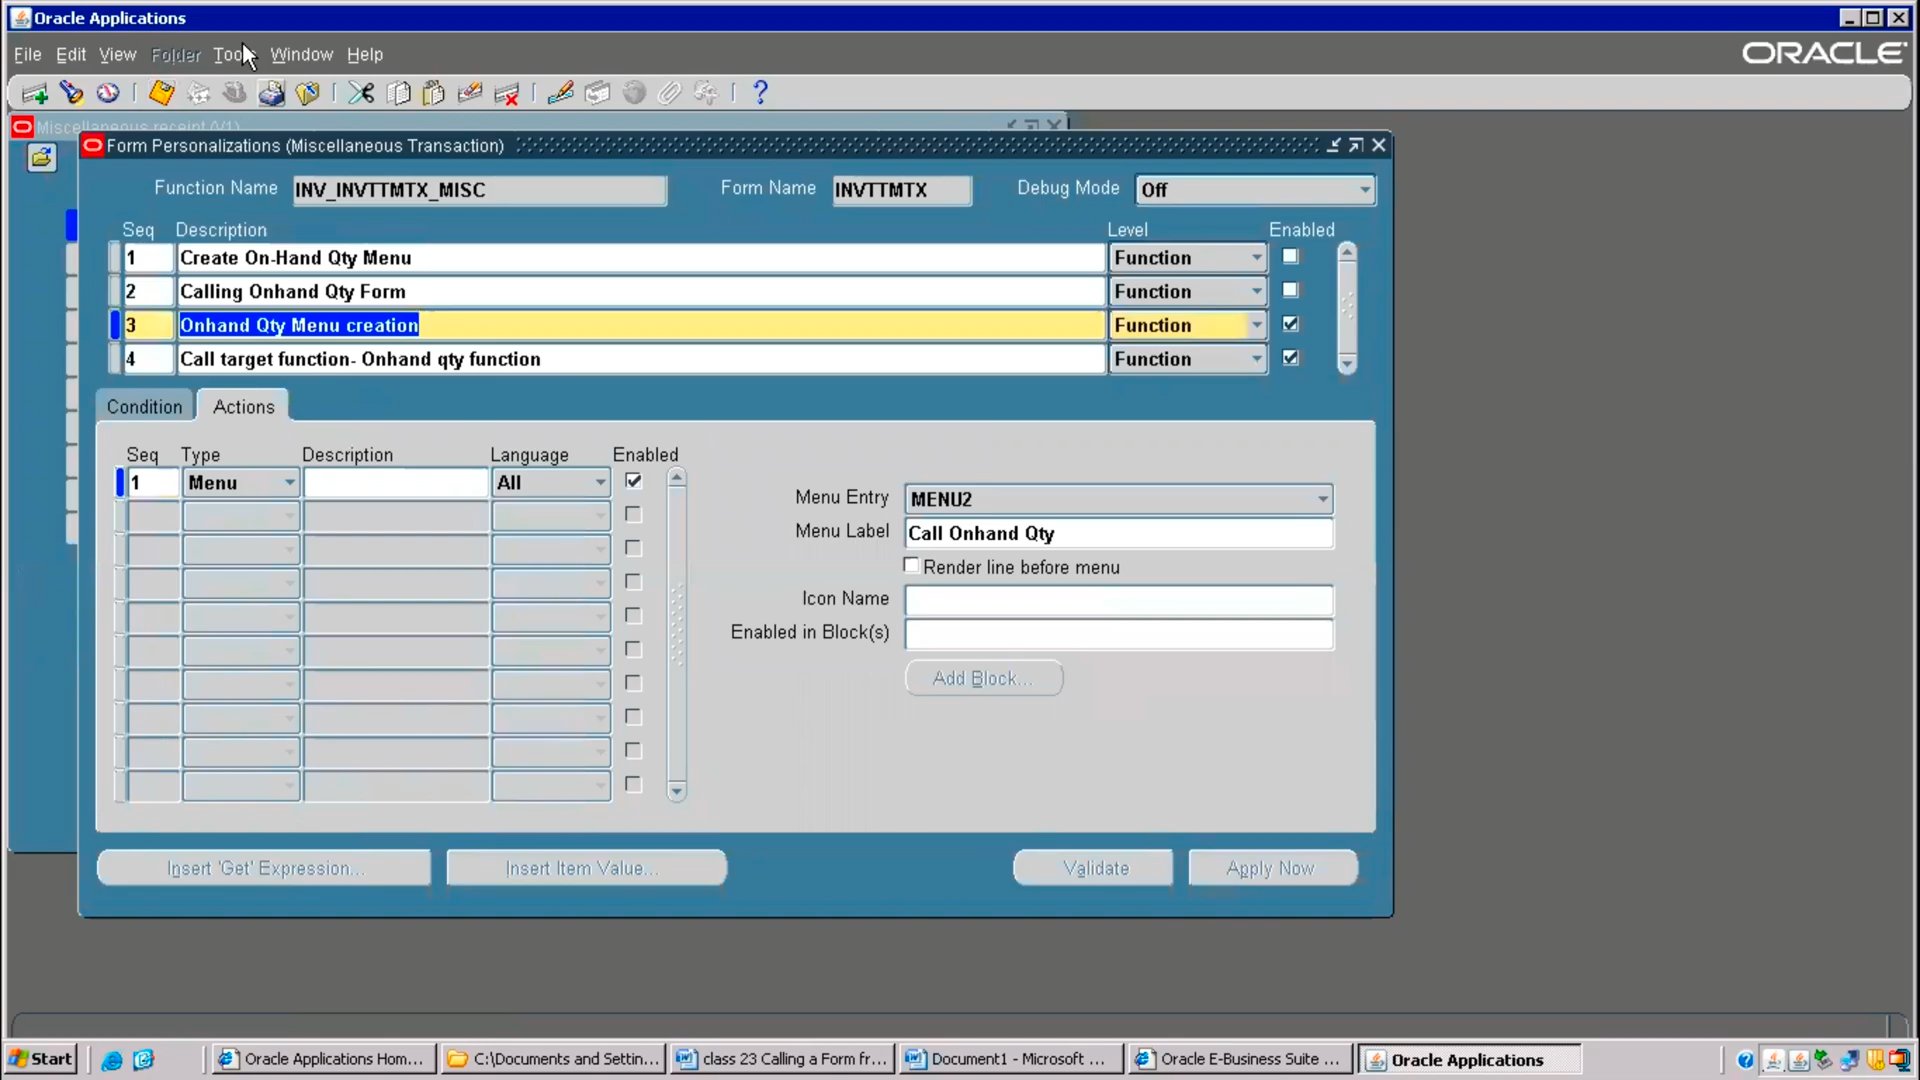 Oracle Applications
File Edit View Folder Tools Window Help
ORACLE
Miscellaneous receipt (V1)
Form Personalizations (Miscellaneous Transaction)
Function Name INV_INVTTMTX_MISC Form Name INVTTMTX Debug Mode Off
Seq Description Level Enabled
1 Create On-Hand Qty Menu Function
2 Calling Onhand Qty Form Function
3 Onhand Qty Menu creation Function
4 Call target function- Onhand qty function Function
Condition Actions
Seq Type Description Language Enabled
1 Menu All
Menu Entry MENU2
Menu Label Call Onhand Qty
Render line before menu
Icon Name
Enabled in Block(s)
Add Block...
Insert 'Get' Expression... Insert Item Value... Validate Apply Now
Start Oracle Applications Hom... C:\Documents and Settin... class 23 Calling a Form fr... Document1 - Microsoft ... Oracle E-Business Suite ... Oracle Applications